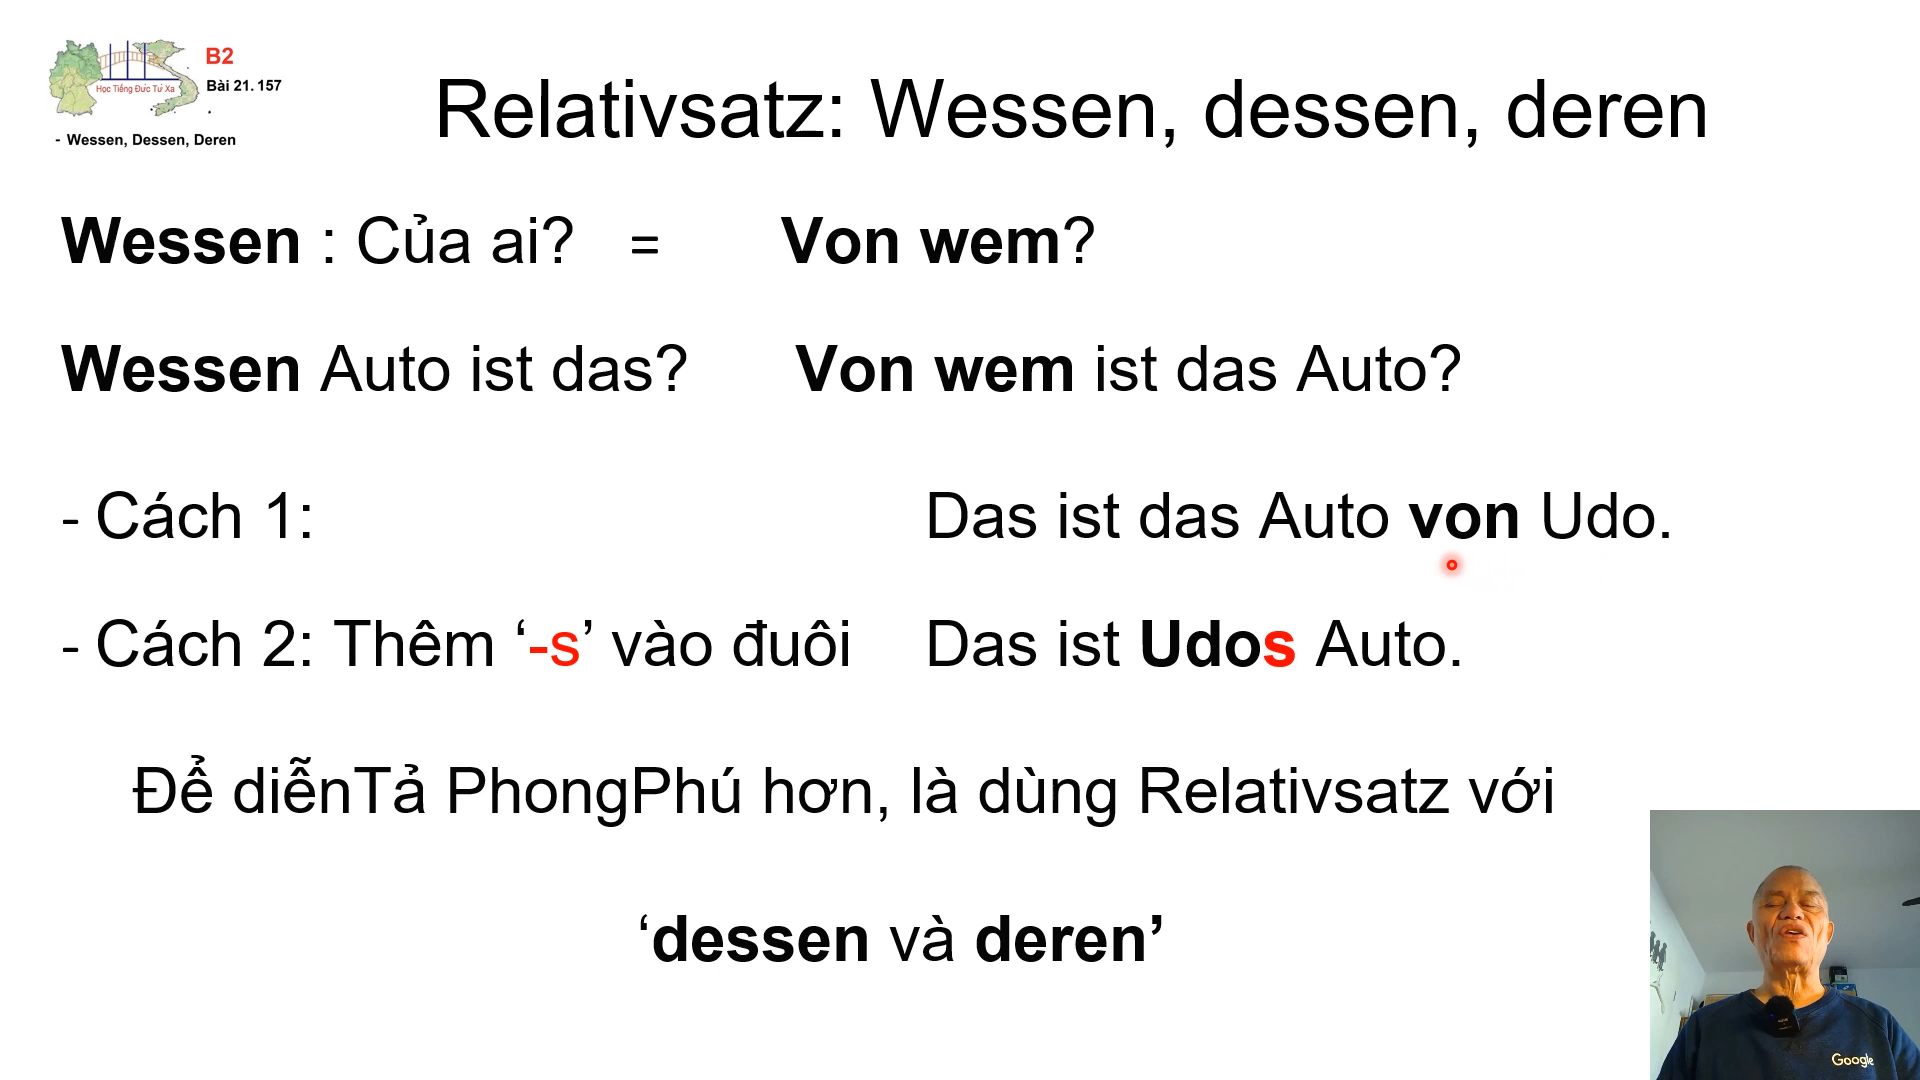 B2
Học Tiếng Đức Từ Xa
Bài 21. 157
- Wessen, Dessen, Deren
Relativsatz: Wessen, dessen, deren
Wessen : Của ai? = Von wem?
Wessen Auto ist das? Von wem ist das Auto?
- Cách 1: Das ist das Auto von Udo.
- Cách 2: Thêm ‘-s’ vào đuôi Das ist Udos Auto.
Để diễnTả PhongPhú hơn, là dùng Relativsatz với
‘dessen và deren’
Google